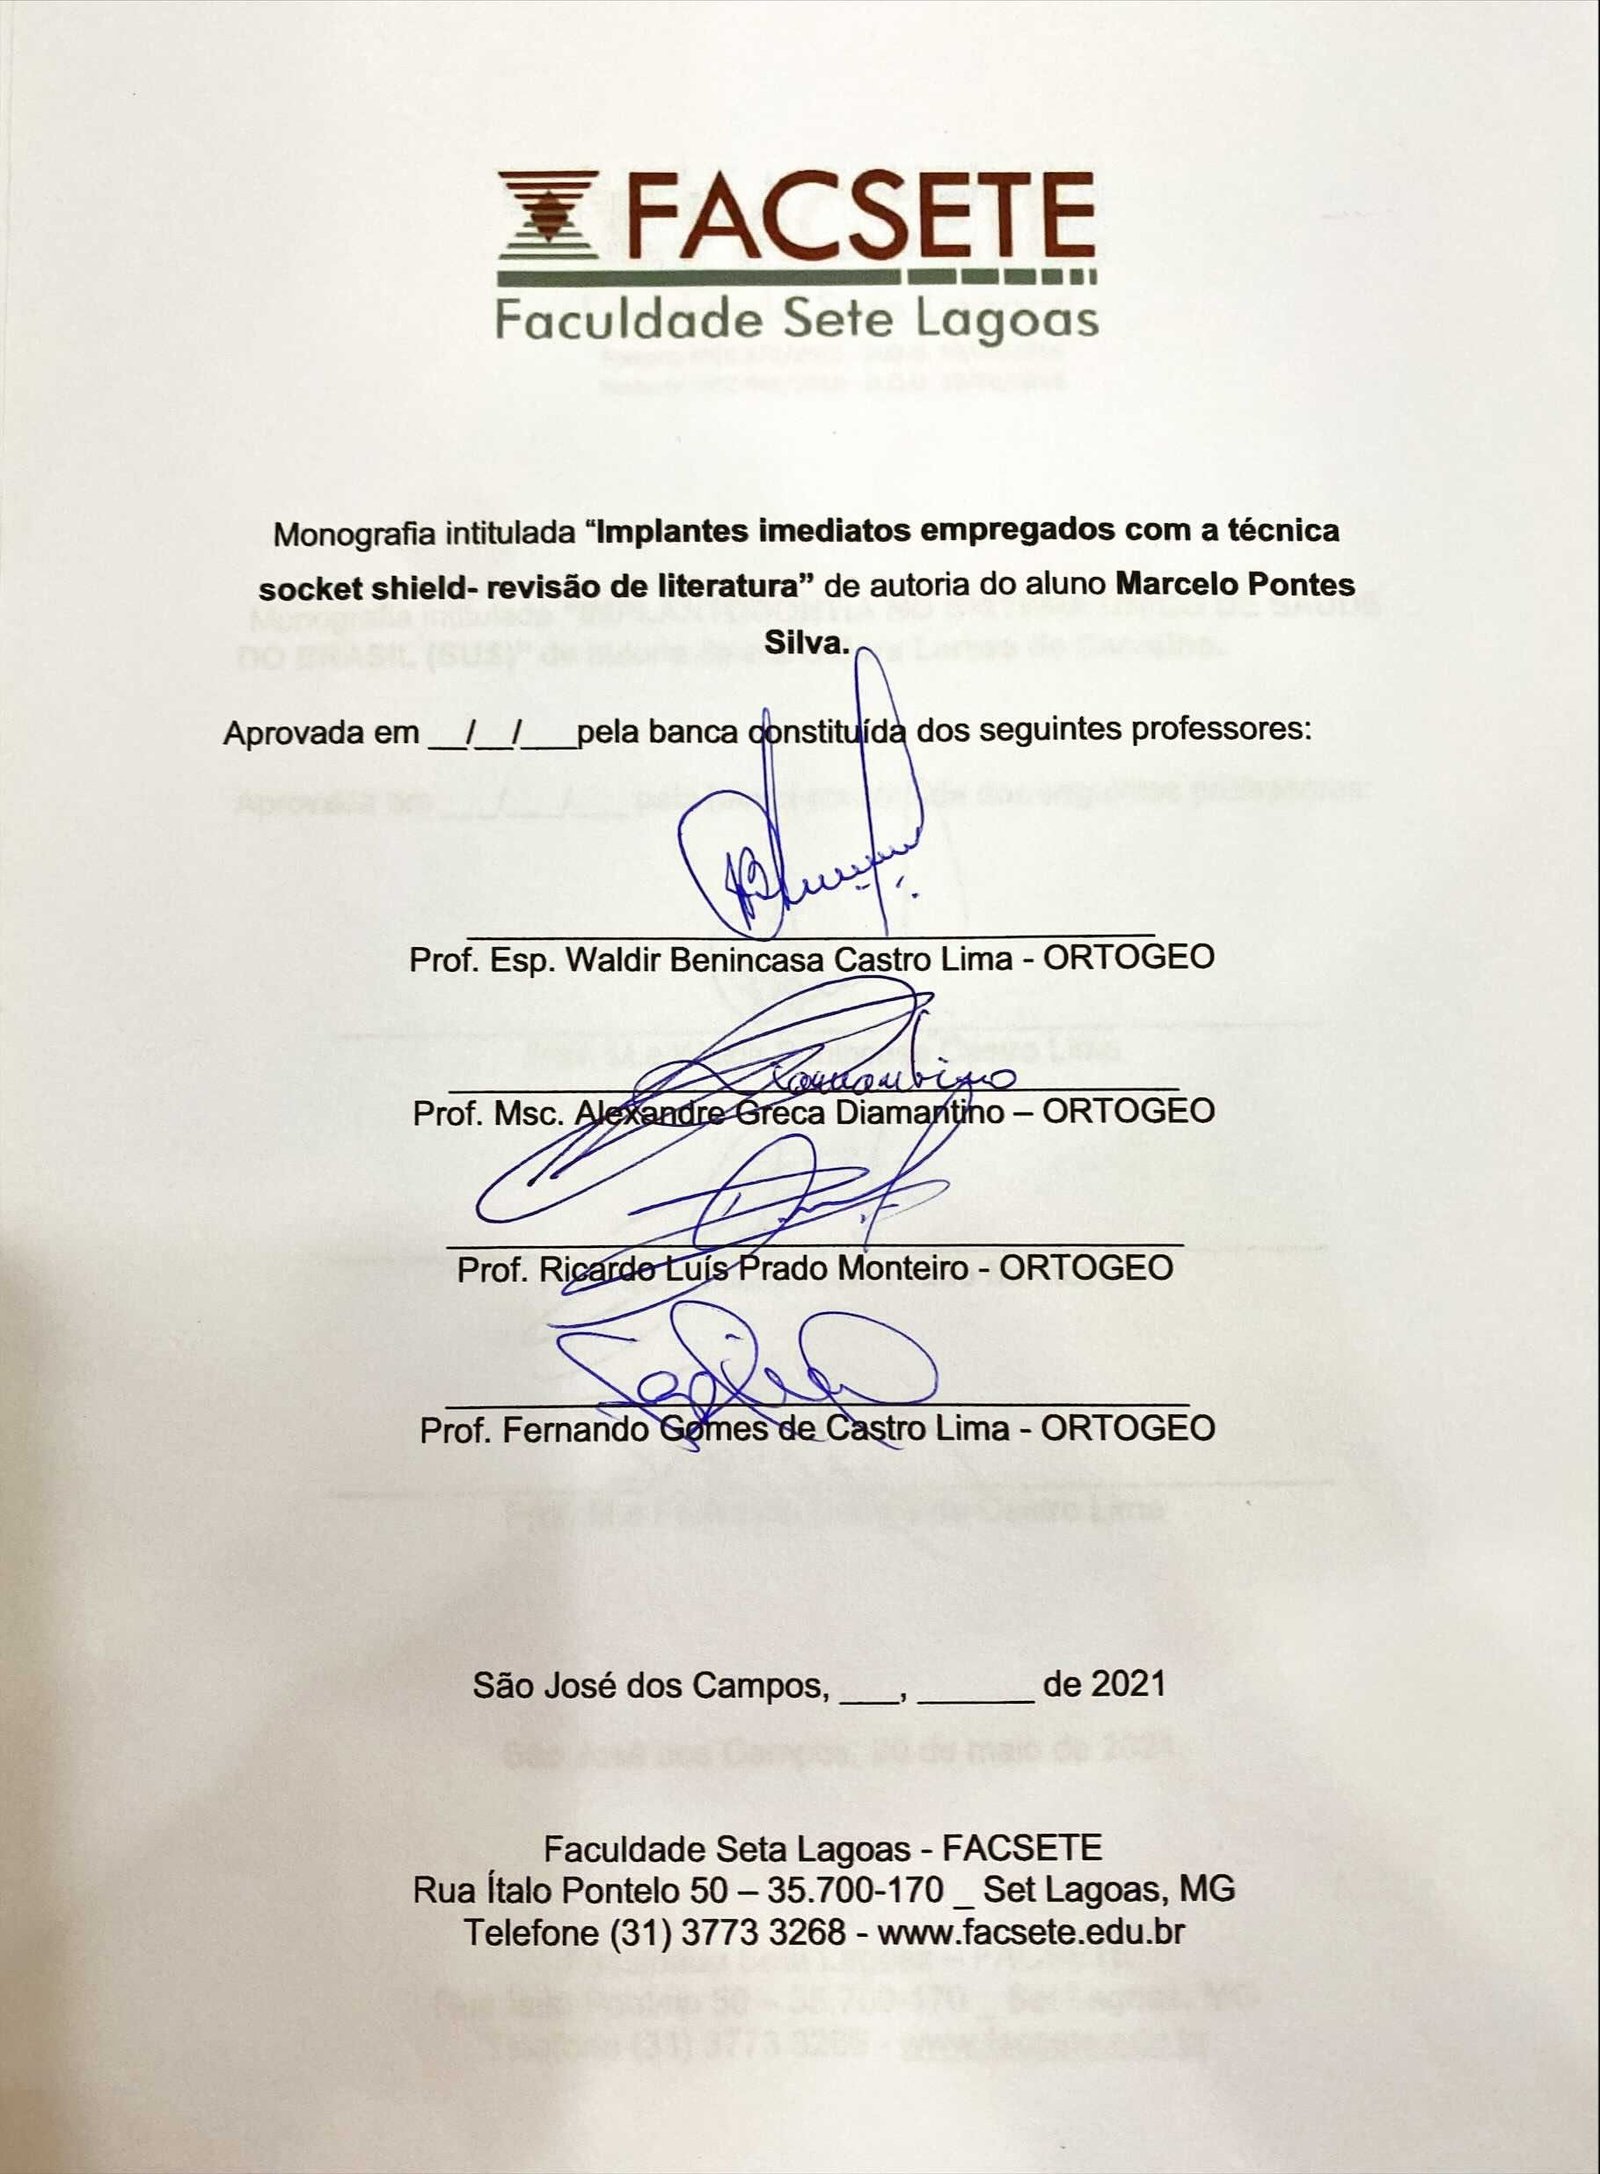 FACSETE
Faculdade Sete Lagoas
Monografia intitulada “Implantes imediatos empregados com a técnica
socket shield- revisão de literatura” de autoria do aluno Marcelo Pontes
Silva.
Aprovada em __/__/___pela banca constituída dos seguintes professores:
Prof. Esp. Waldir Benincasa Castro Lima - ORTOGEO
Prof. Msc. Alexandre Greca Diamantino – ORTOGEO
Prof. Ricardo Luís Prado Monteiro - ORTOGEO
Prof. Fernando Gomes de Castro Lima - ORTOGEO
São José dos Campos, ___, ______ de 2021
Faculdade Seta Lagoas - FACSETE
Rua Ítalo Pontelo 50 – 35.700-170 _ Set Lagoas, MG
Telefone (31) 3773 3268 - www.facsete.edu.br